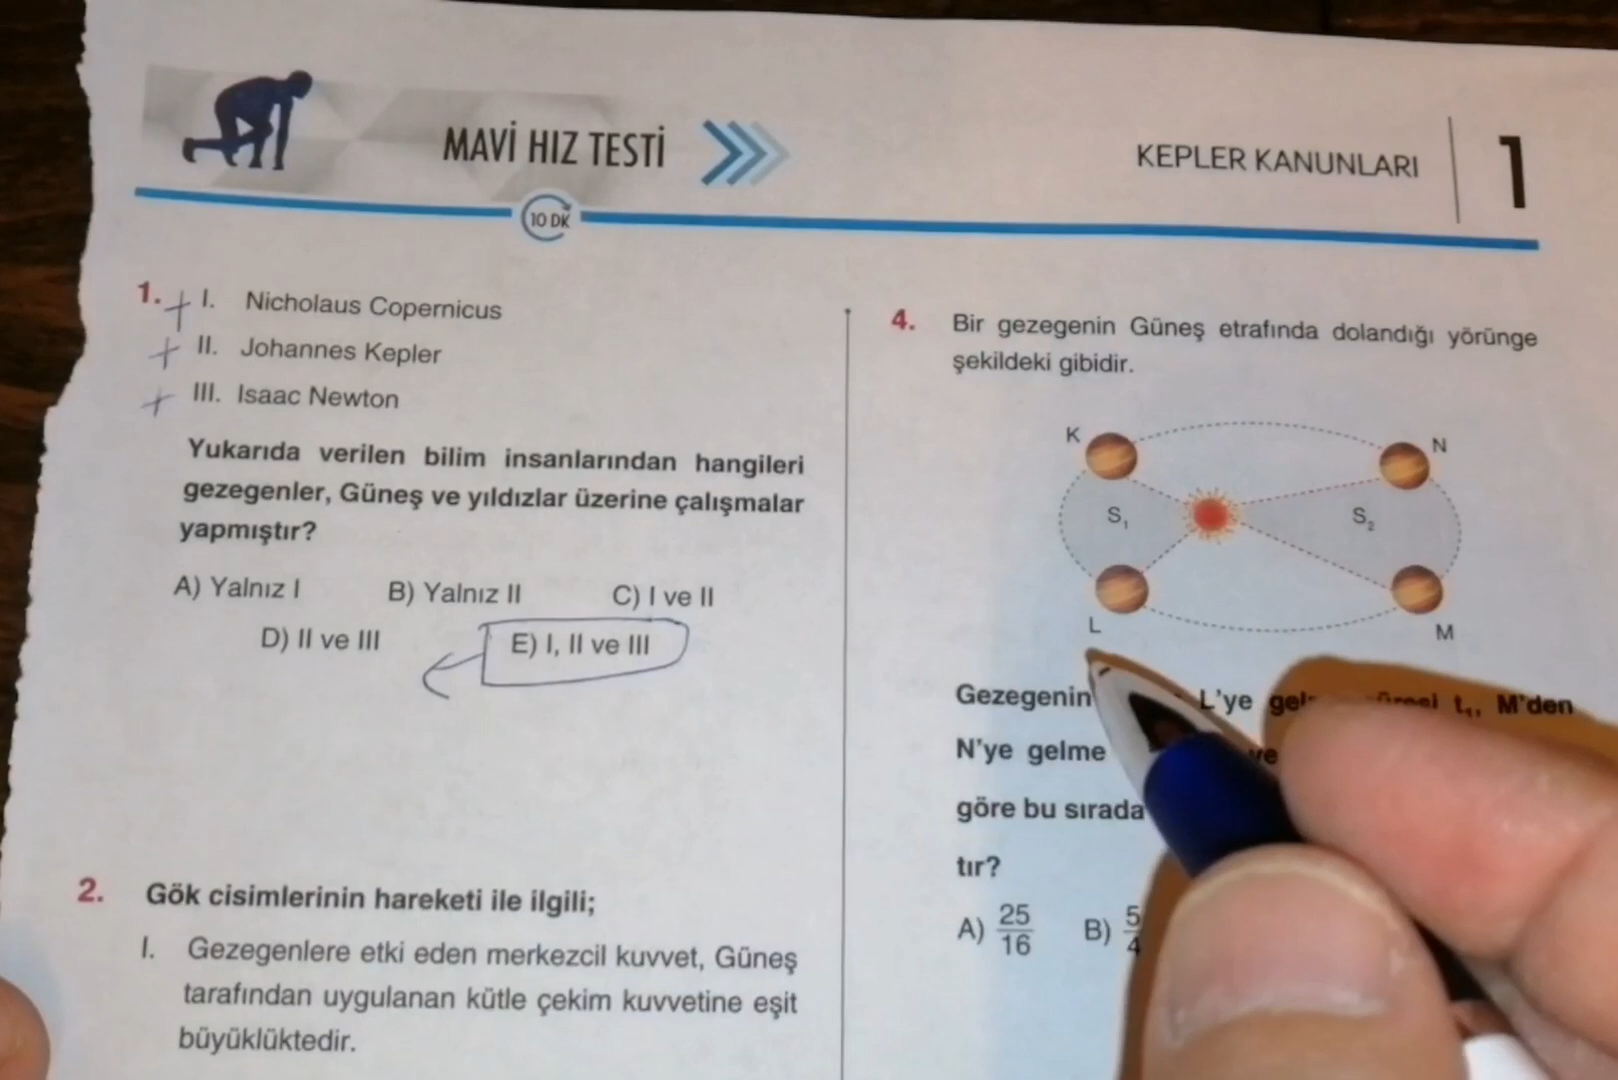 MAVİ HIZ TESTİ
KEPLER KANUNLARI
1
10 DK
1. I. Nicholaus Copernicus
II. Johannes Kepler
III. Isaac Newton
Yukarıda verilen bilim insanlarından hangileri
gezegenler, Güneş ve yıldızlar üzerine çalışmalar
yapmıştır?
A) Yalnız I B) Yalnız II C) I ve II
D) II ve III E) I, II ve III
2. Gök cisimlerinin hareketi ile ilgili;
I. Gezegenlere etki eden merkezcil kuvvet, Güneş
tarafından uygulanan kütle çekim kuvvetine eşit
büyüklüktedir.
4. Bir gezegenin Güneş etrafında dolandığı yörünge
şekildeki gibidir.
K
N
S₁
S₂
L
M
Gezegenin L'ye t₁, M'den
N'ye gelme ve
göre bu sırada
tır?
A) 25/16 B) 5/4